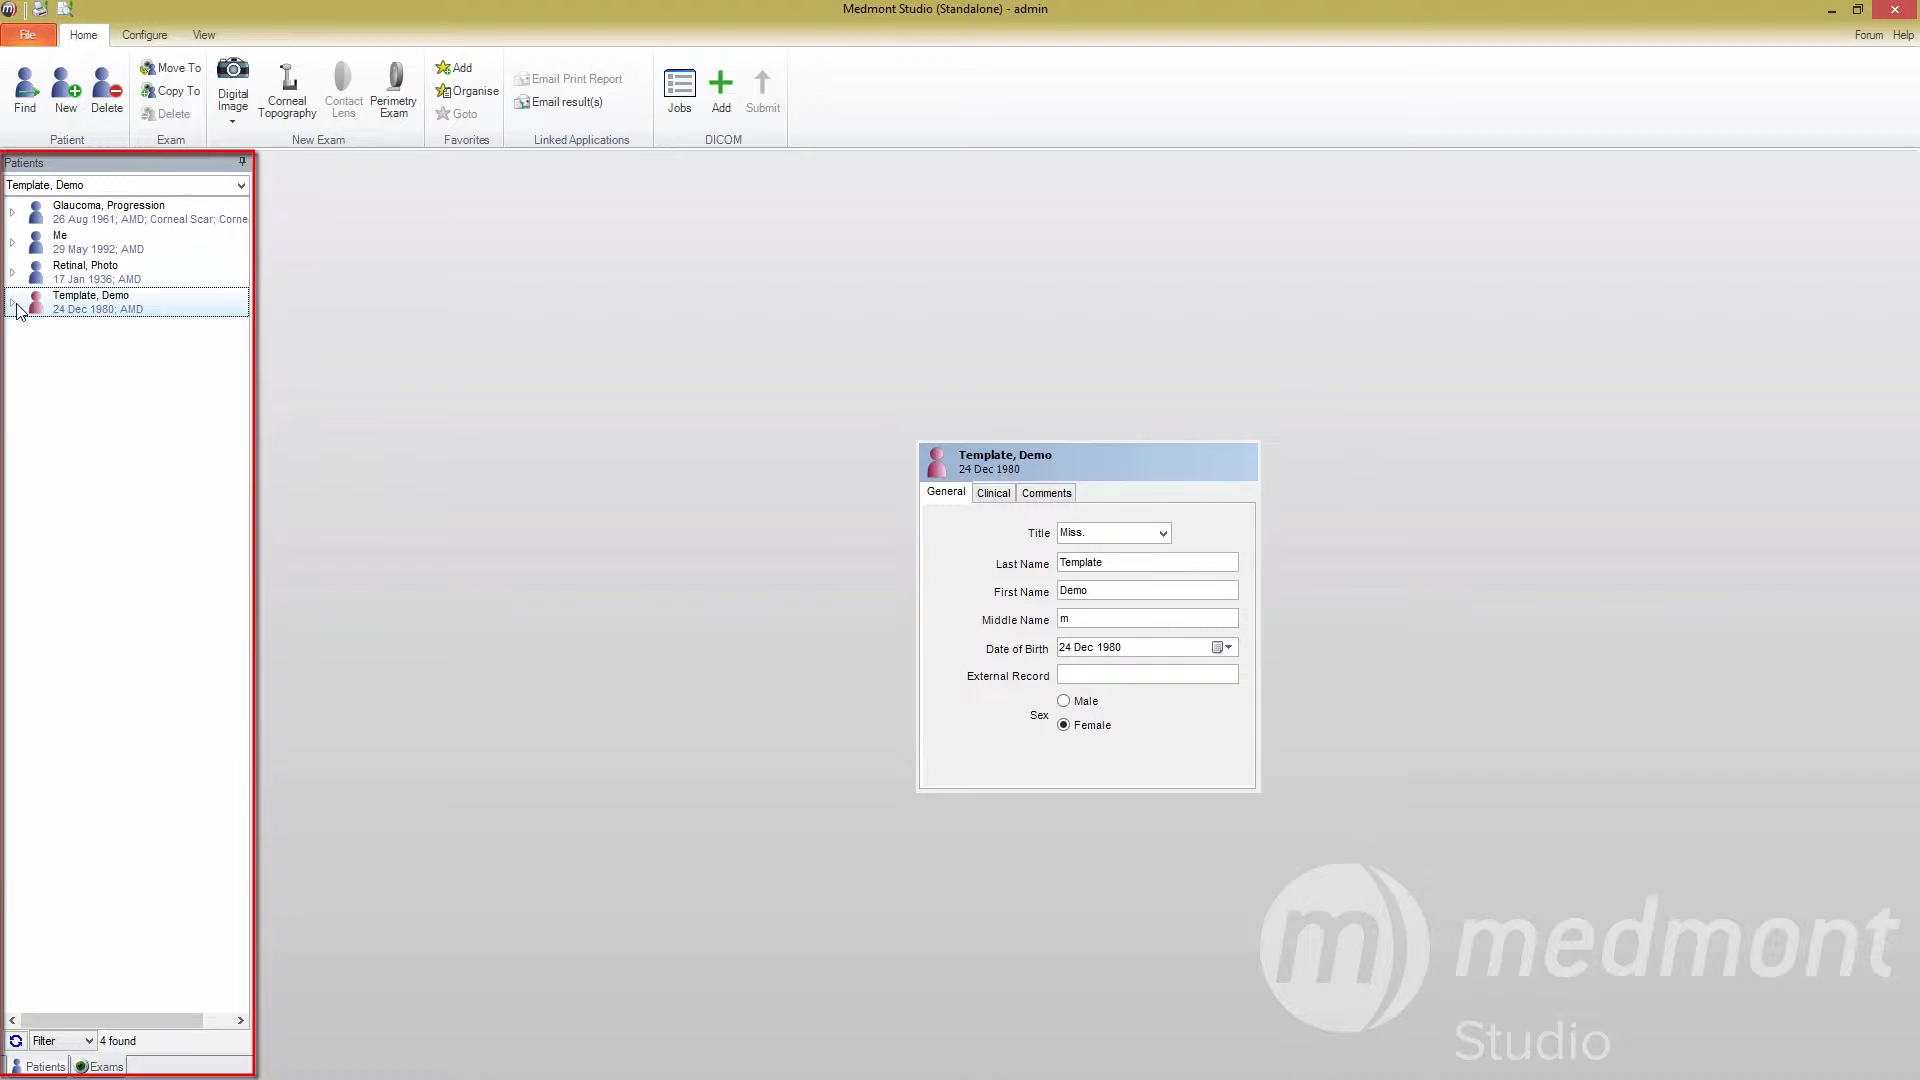 Medmont Studio (Standalone) - admin
File Home Configure View Forum Help
Find New Delete
Patient
Move To
Copy To
Delete
Exam
Digital Image
Corneal Topography
Contact Lens
Perimetry Exam
New Exam
Add
Organise
Goto
Favorites
Email Print Report
Email result(s)
Linked Applications
Jobs Add Submit
DICOM
Patients
Template, Demo
Glaucoma, Progression
26 Aug 1961; AMD; Corneal Scar; Corne
Me
29 May 1992; AMD
Retinal, Photo
17 Jan 1936; AMD
Template, Demo
24 Dec 1980; AMD
Template, Demo
24 Dec 1980
General Clinical Comments
Title Miss.
Last Name Template
First Name Demo
Middle Name m
Date of Birth 24 Dec 1980
External Record
Sex
Male
Female
m medmont
Studio
Filter 4 found
Patients Exams